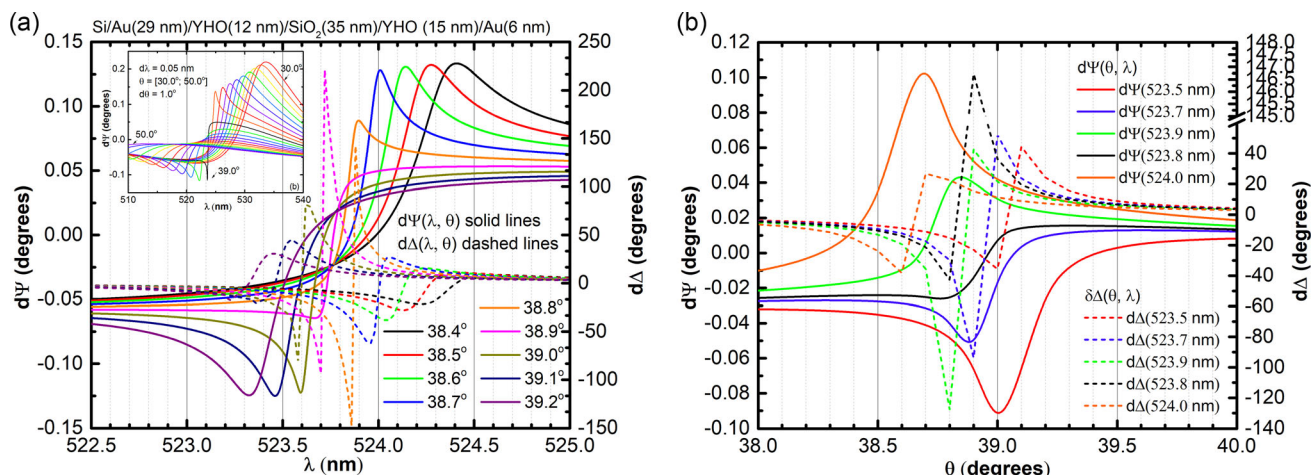 (a)
Si/Au(29 nm)/YHO(12 nm)/SiO2(35 nm)/YHO (15 nm)/Au(6 nm)
0.15
0.10
0.05
0.00
-0.05
-0.10
-0.15
dΨ (degrees)
250
200
150
100
50
0
-50
-100
-150
dΔ (degrees)
522.5 523.0 523.5 524.0 524.5 525.0
λ (nm)
0.2
0.1
0.0
-0.1
dΨ (degrees)
dλ = 0.05 nm
θ = [30.0°; 50.0°]
dθ = 1.0°
30.0°
50.0°
39.0°
(b)
510 520 530 540
λ (nm)
dΨ(λ, θ) solid lines
dΔ(λ, θ) dashed lines
38.8°
38.4° 38.9°
38.5° 39.0°
38.6° 39.1°
38.7° 39.2°
(b)
0.12
0.10
0.08
0.06
0.04
0.02
0.00
-0.02
-0.04
-0.06
-0.08
-0.10
dΨ (degrees)
148.0
147.5
146.5
146.0
145.0
40
20
0
-20
-40
-60
-80
-100
-120
-140
dΔ (degrees)
38.0 38.5 39.0 39.5 40.0
θ (degrees)
dΨ(θ, λ)
dΨ(523.5 nm)
dΨ(523.7 nm)
dΨ(523.9 nm)
dΨ(523.8 nm)
dΨ(524.0 nm)
δΔ(θ, λ)
dΔ(523.5 nm)
dΔ(523.7 nm)
dΔ(523.9 nm)
dΔ(523.8 nm)
dΔ(524.0 nm)